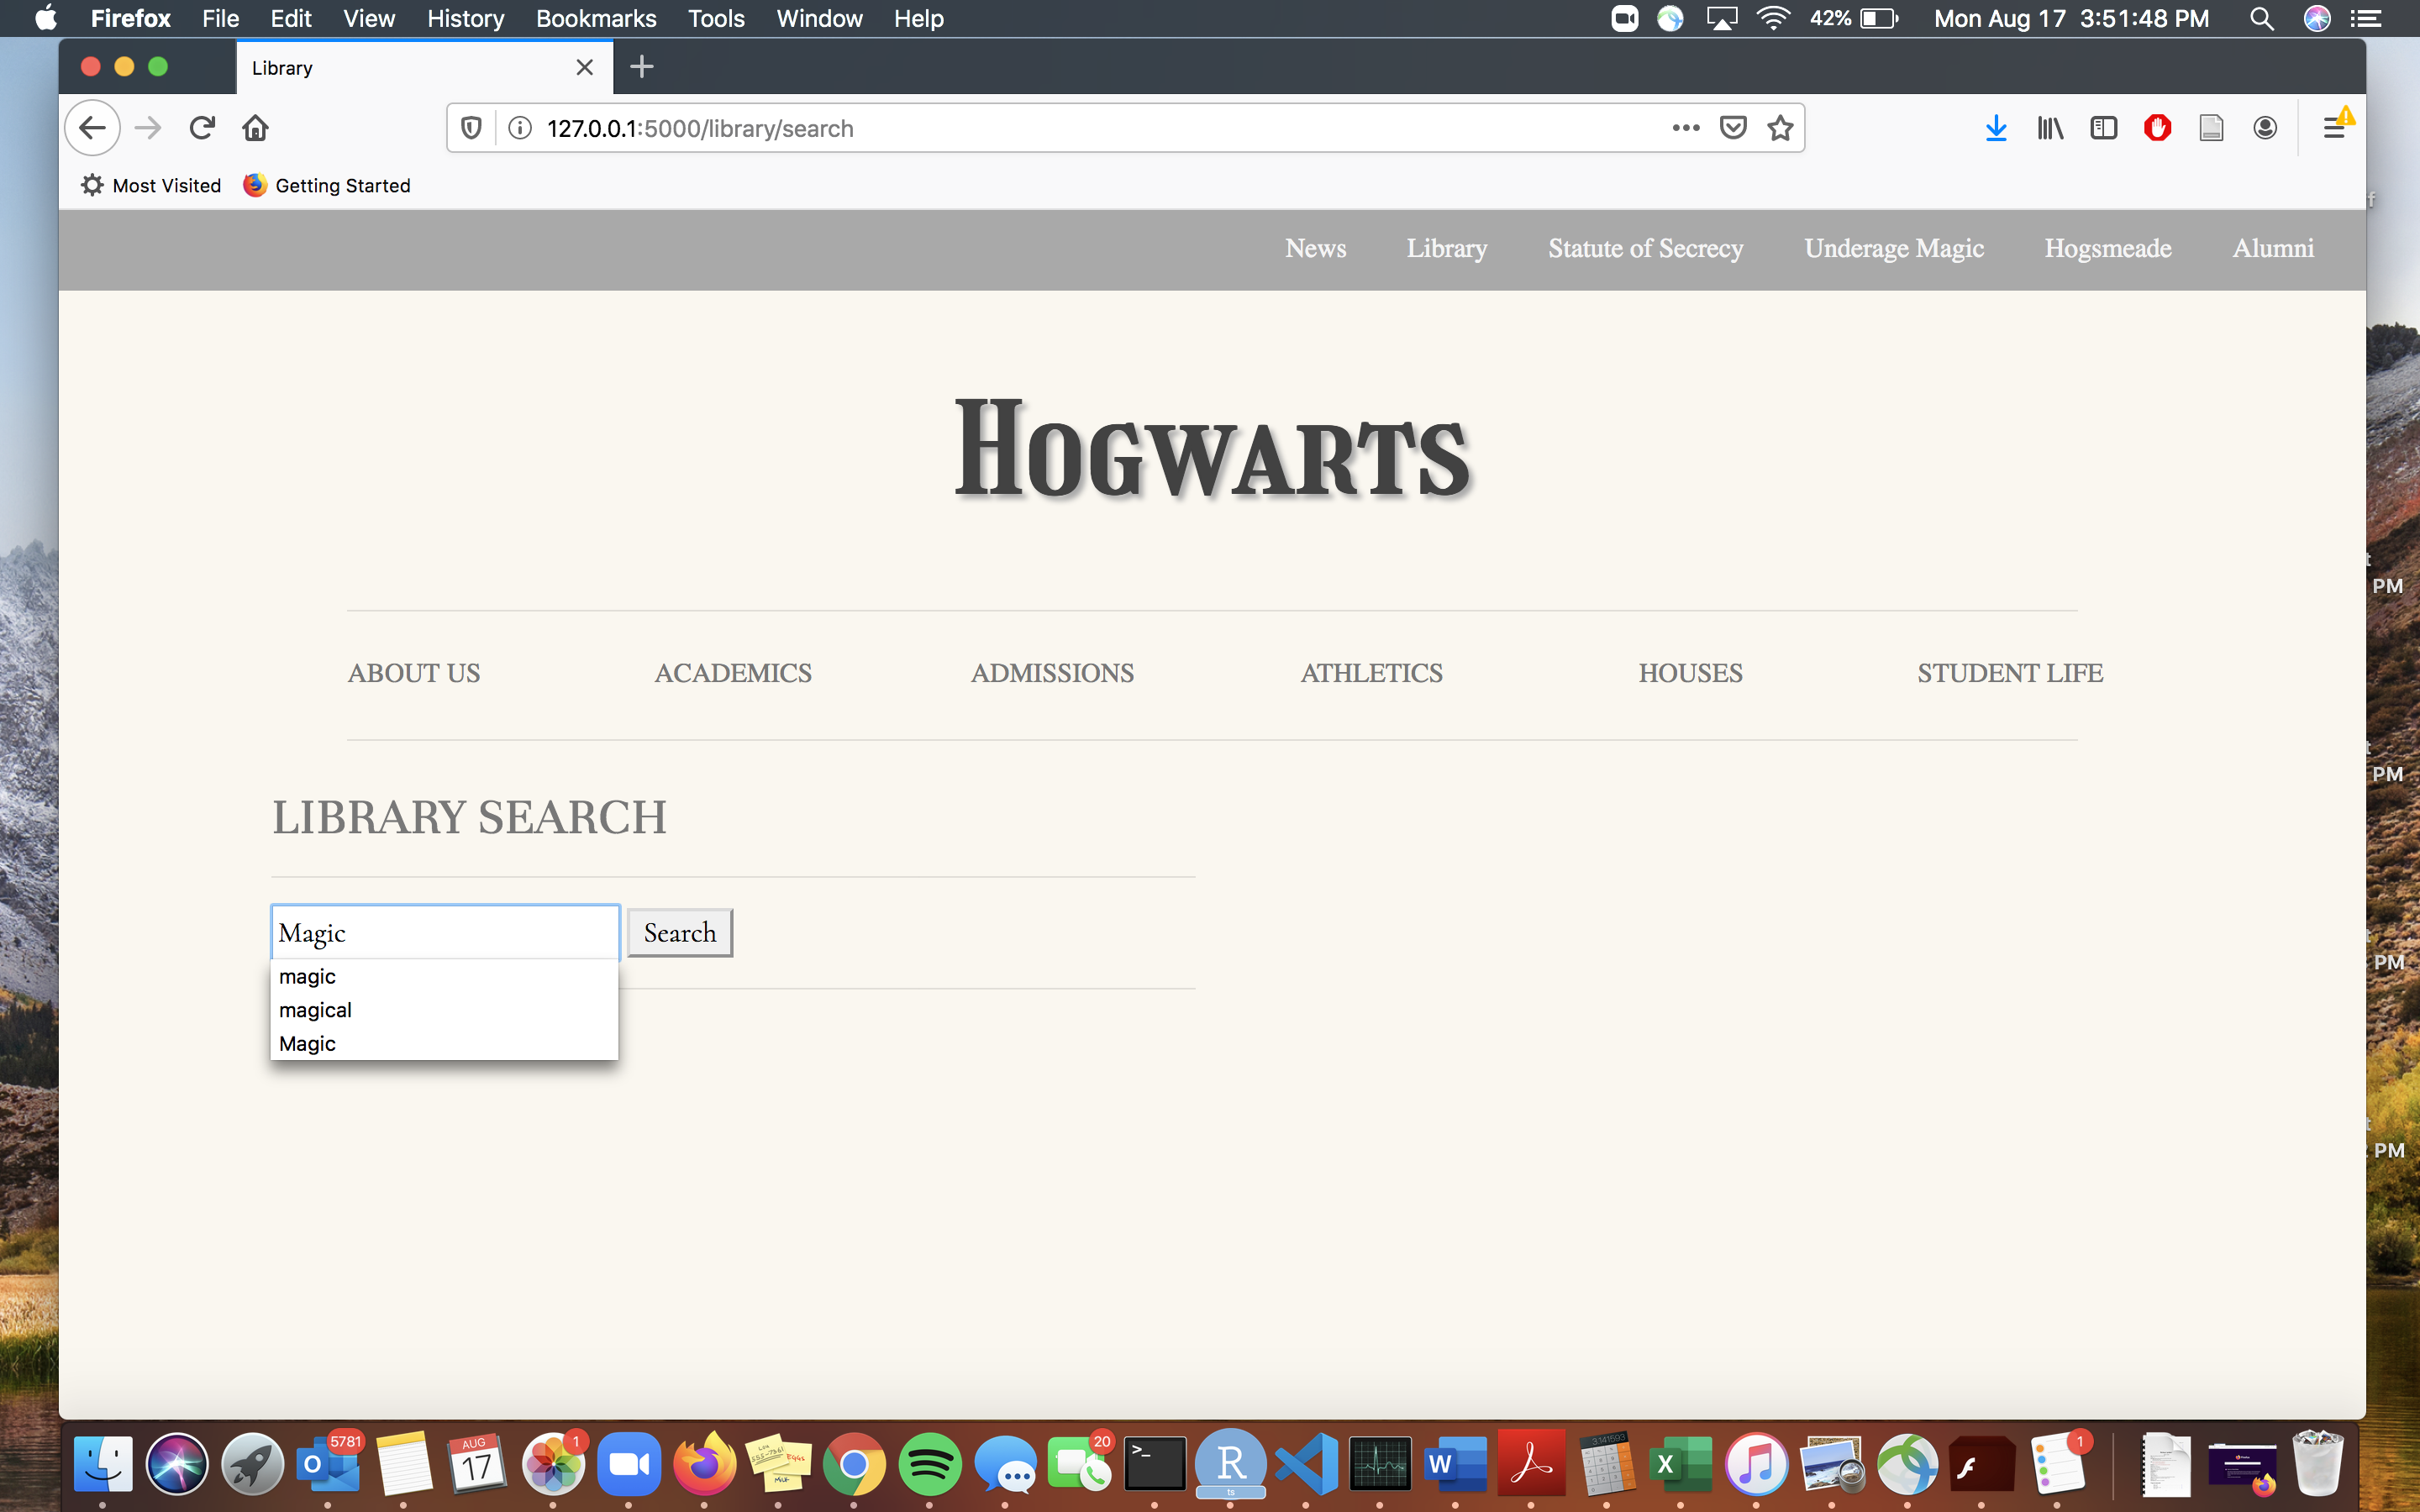 Firefox File Edit View History Bookmarks Tools Window Help 42% Mon Aug 17 3:51:48 PM
Library
127.0.0.1:5000/library/search
Most Visited Getting Started
News Library Statute of Secrecy Underage Magic Hogsmeade Alumni
f
HOGWARTS
t
PM
ABOUT US ACADEMICS ADMISSIONS ATHLETICS HOUSES STUDENT LIFE
t
PM
LIBRARY SEARCH
Magic Search
t
PM
magic
magical
Magic
t
PM
5781 AUG 17 1 20 >_ R ts W 3.141593 X 1